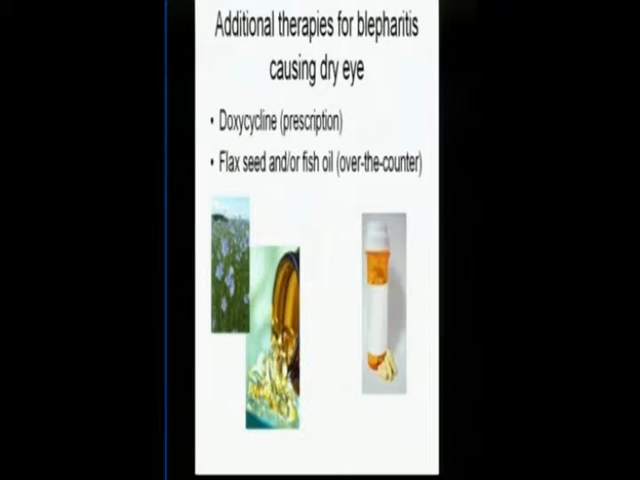 Additional therapies for blepharitis
causing dry eye
• Doxycycline (prescription)
• Flax seed and/or fish oil (over-the-counter)